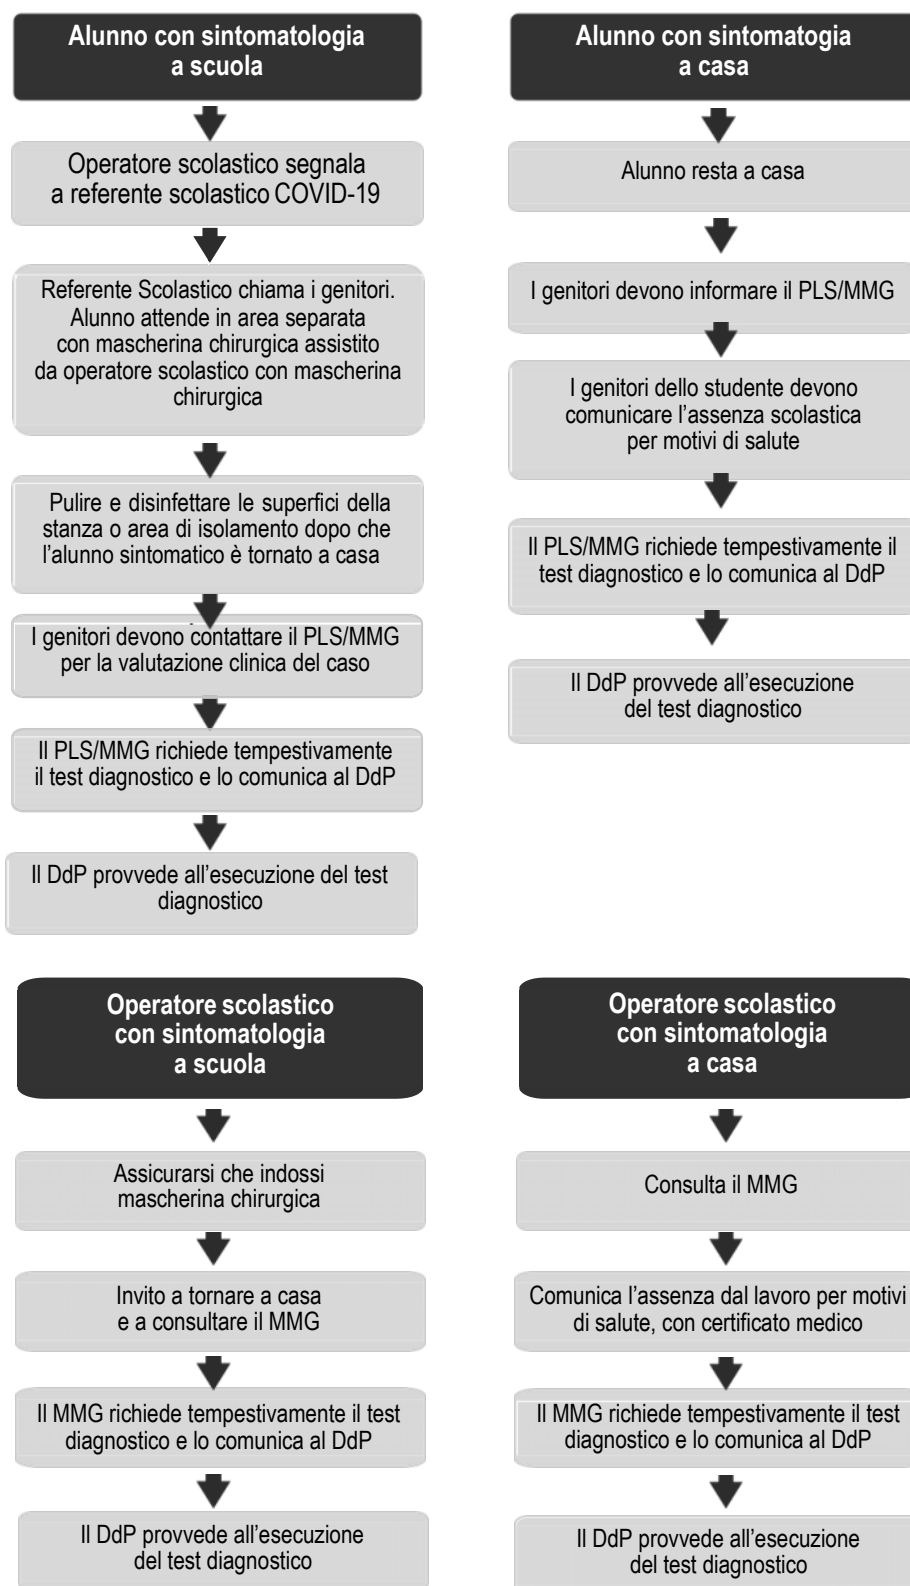 Alunno con sintomatologia
a scuola
Operatore scolastico segnala
a referente scolastico COVID-19
Referente Scolastico chiama i genitori.
Alunno attende in area separata
con mascherina chirurgica assistito
da operatore scolastico con mascherina
chirurgica
Pulire e disinfettare le superfici della
stanza o area di isolamento dopo che
l'alunno sintomatico è tornato a casa
I genitori devono contattare il PLS/MMG
per la valutazione clinica del caso
Il PLS/MMG richiede tempestivamente
il test diagnostico e lo comunica al DdP
Il DdP provvede all'esecuzione del test
diagnostico
Alunno con sintomatogia
a casa
Alunno resta a casa
I genitori devono informare il PLS/MMG
I genitori dello studente devono
comunicare l'assenza scolastica
per motivi di salute
Il PLS/MMG richiede tempestivamente il
test diagnostico e lo comunica al DdP
Il DdP provvede all'esecuzione
del test diagnostico
Operatore scolastico
con sintomatologia
a scuola
Assicurarsi che indossi
mascherina chirurgica
Invito a tornare a casa
e a consultare il MMG
Il MMG richiede tempestivamente il test
diagnostico e lo comunica al DdP
Il DdP provvede all'esecuzione
del test diagnostico
Operatore scolastico
con sintomatologia
a casa
Consulta il MMG
Comunica l'assenza dal lavoro per motivi
di salute, con certificato medico
Il MMG richiede tempestivamente il test
diagnostico e lo comunica al DdP
Il DdP provvede all'esecuzione
del test diagnostico